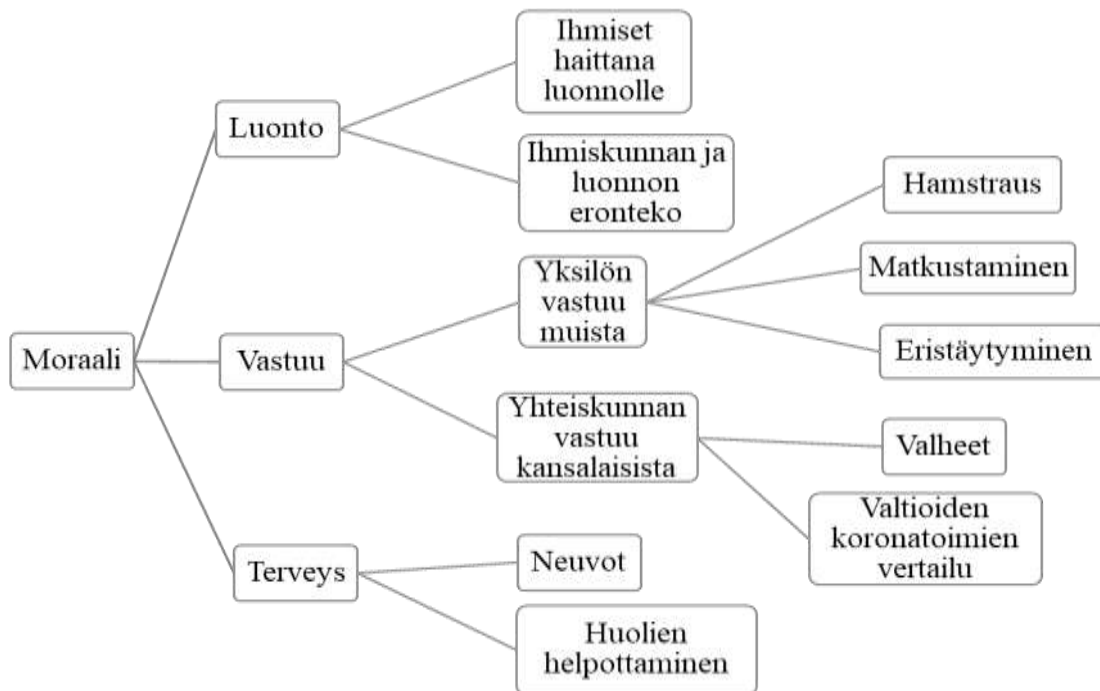 Ihmiset
haittana
luonnolle
Luonto
Ihmiskunnan ja
luonnon
eronteko
Hamstraus
Yksilön
vastuu
muista
Matkustaminen
Eristäytyminen
Moraali
Vastuu
Yhteiskunnan
vastuu
kansalaisista
Valheet
Valtioiden
koronatoimien
vertailu
Terveys
Neuvot
Huolien
helpottaminen